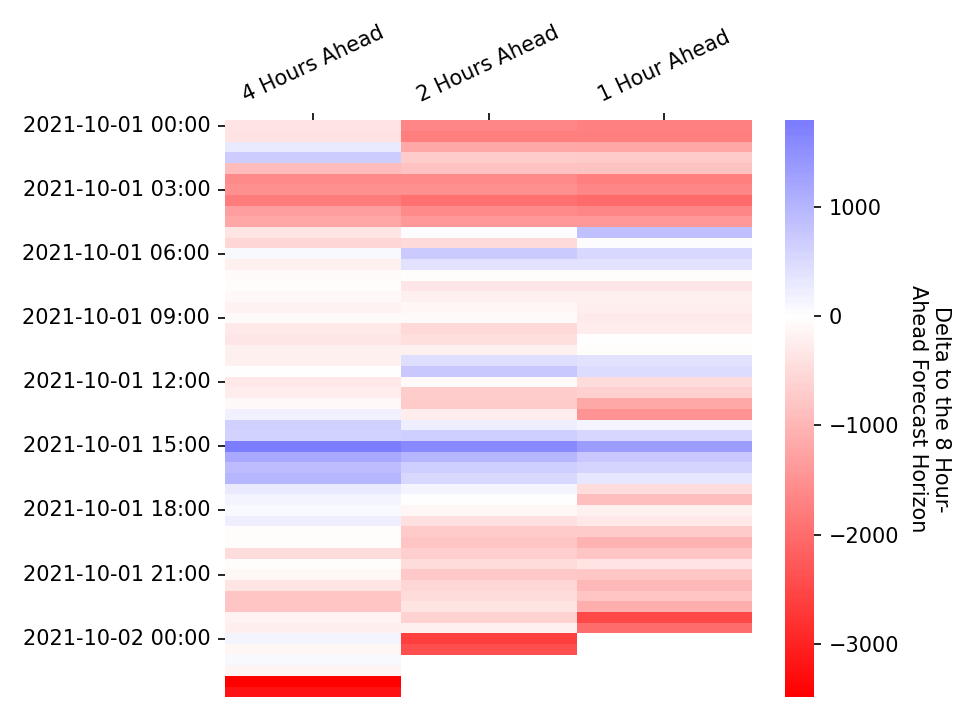 4 Hours Ahead
2 Hours Ahead
1 Hour Ahead
2021-10-01 00:00
2021-10-01 03:00
2021-10-01 06:00
2021-10-01 09:00
2021-10-01 12:00
2021-10-01 15:00
2021-10-01 18:00
2021-10-01 21:00
2021-10-02 00:00
1000
0
−1000
−2000
−3000
Delta to the 8 Hour-
Ahead Forecast Horizon